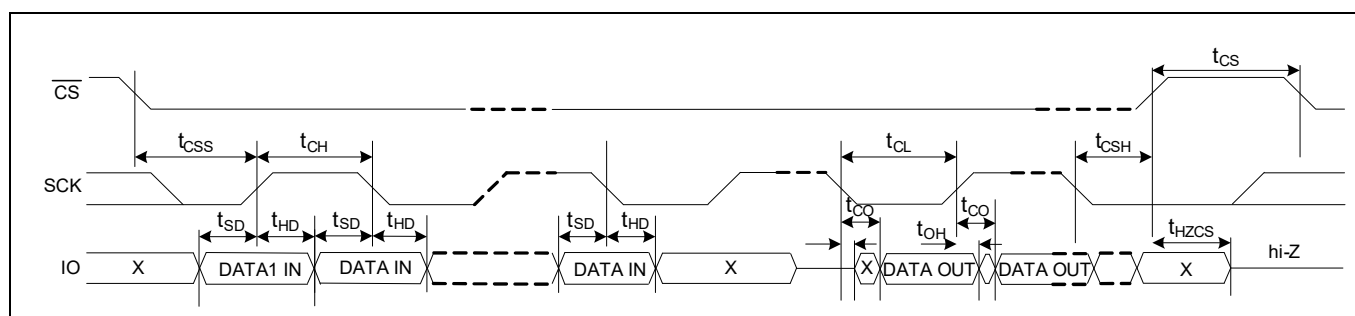 CS
tCS
tCSS
tCH
tCL
tCSH
SCK
tSD
tHD
tSD
tHD
tSD
tHD
tCO
tOH
tCO
tHZCS
IO
X
DATA1 IN
DATA IN
DATA IN
X
X
DATA OUT
DATA OUT
X
hi-Z